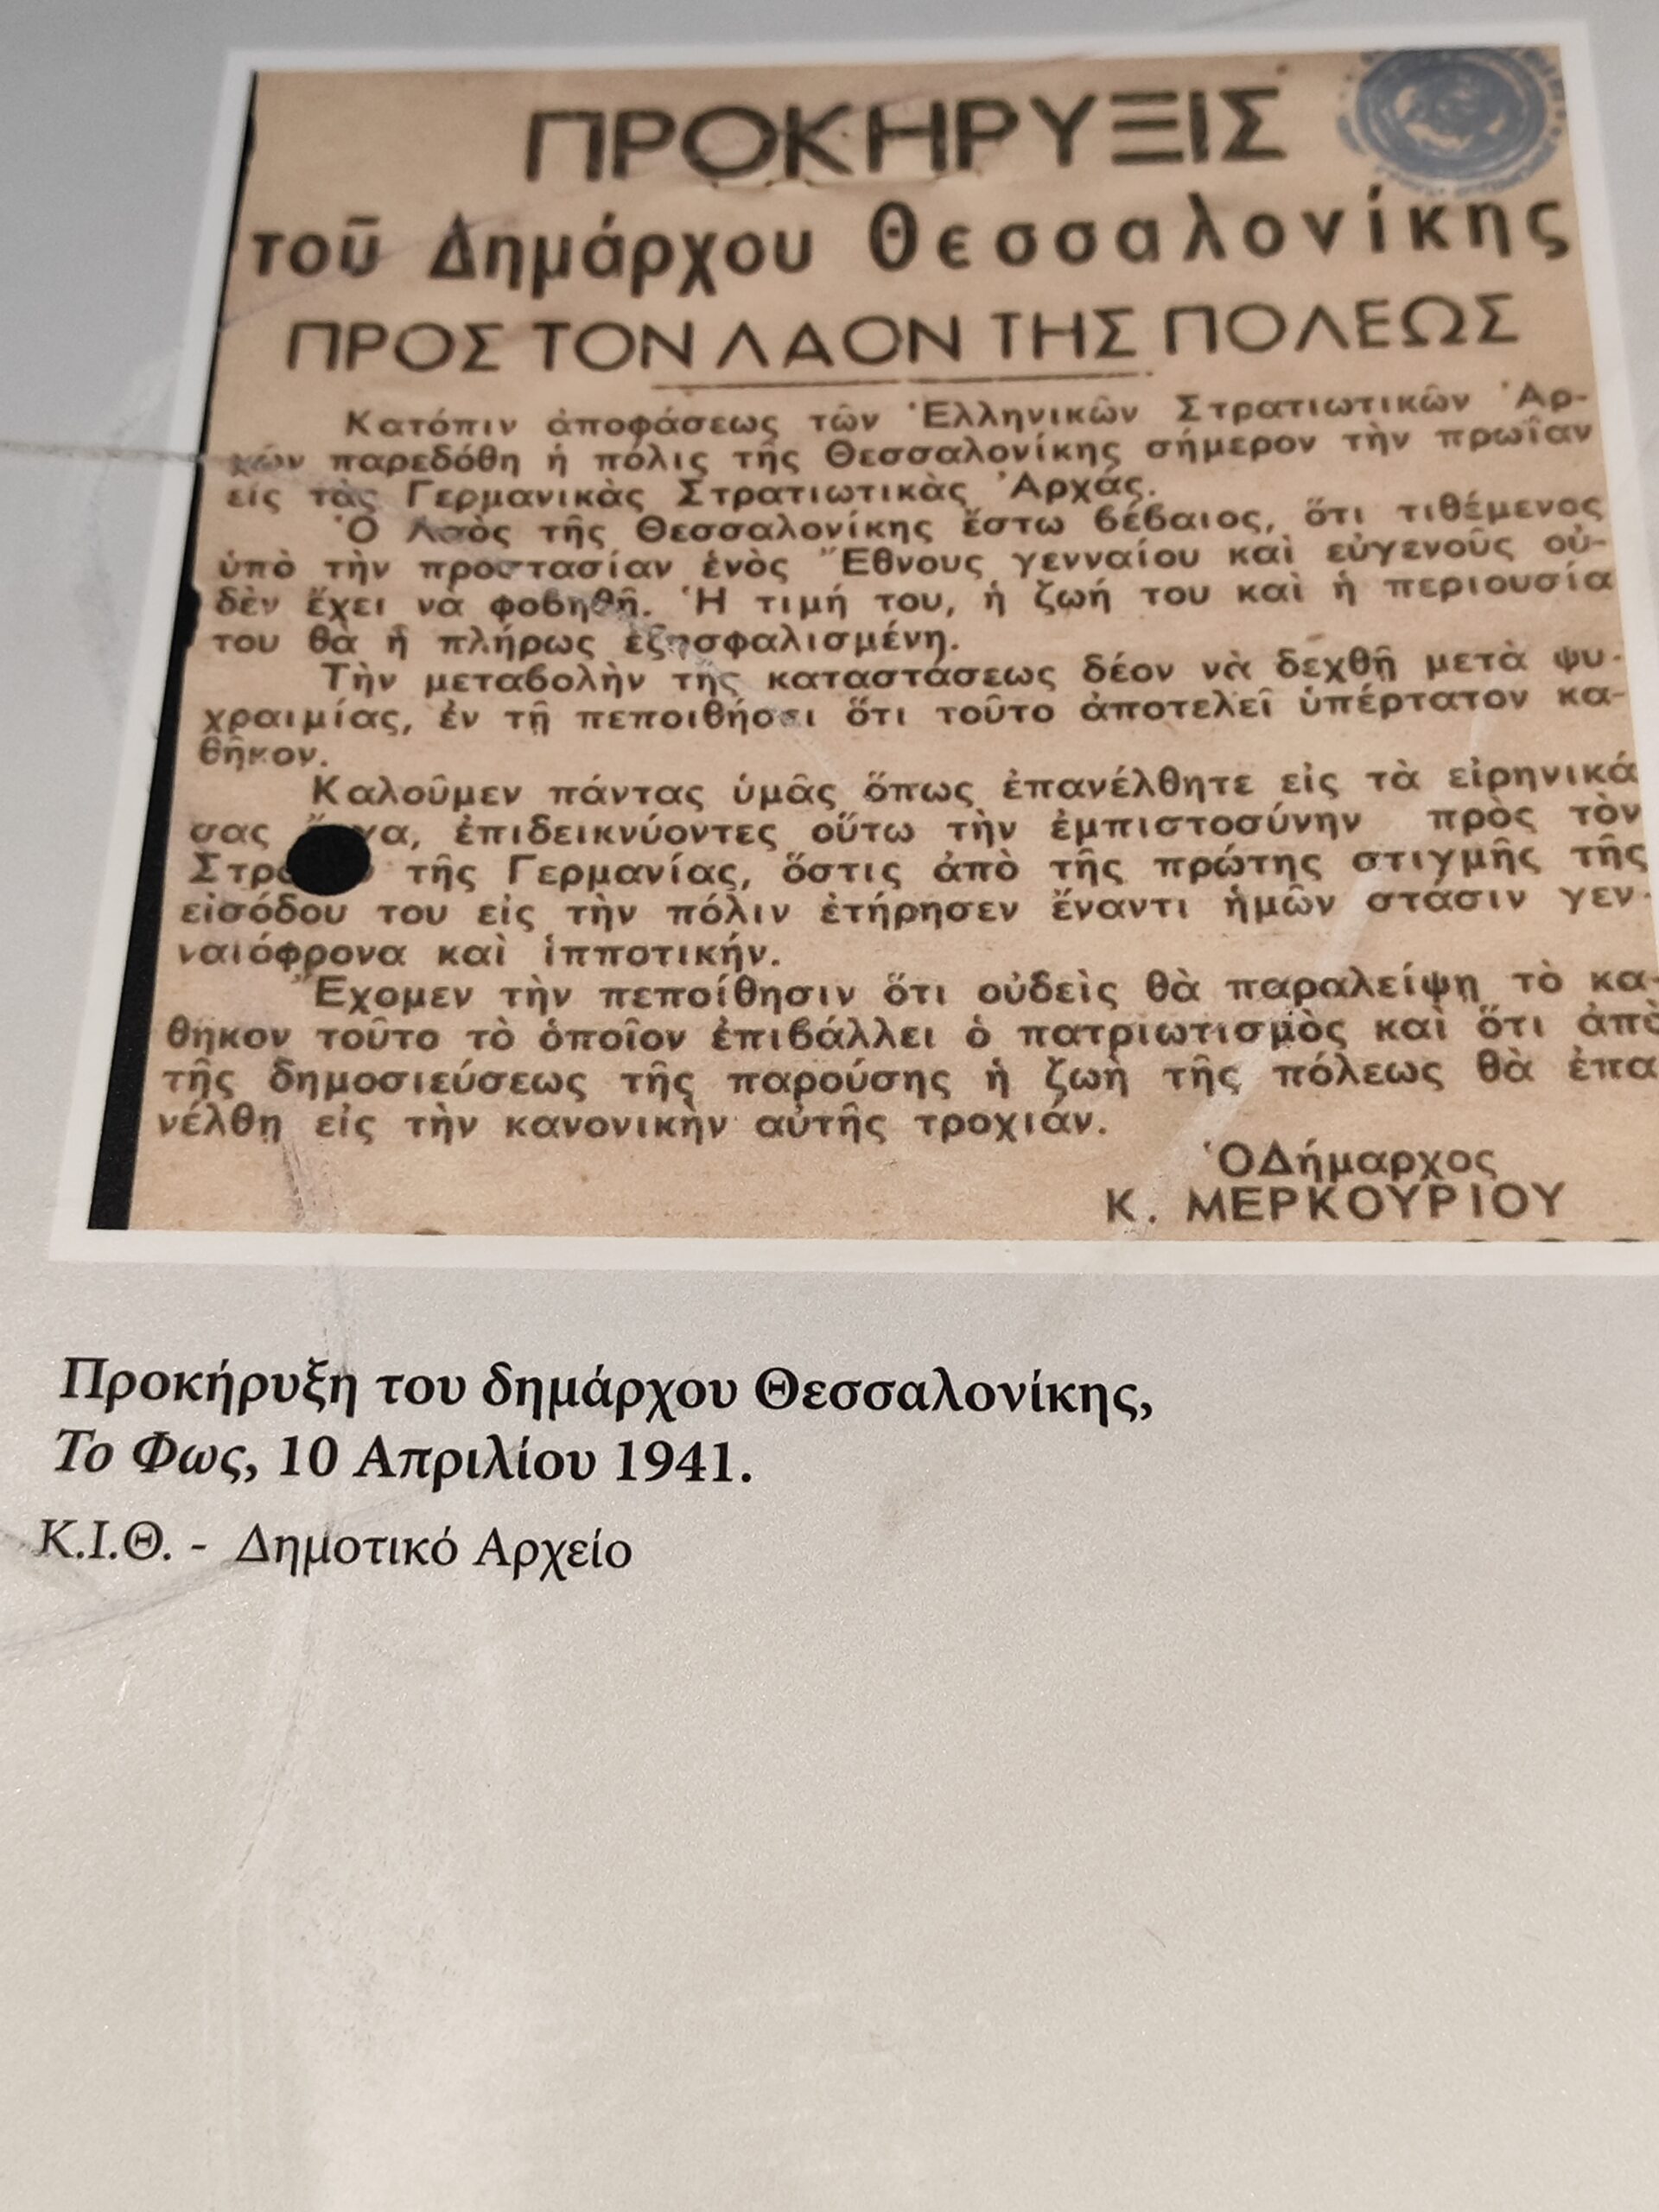 ΠΡΟΚΗΡΥΞΙΣ
τοῦ Δημάρχου Θεσσαλονίκης
ΠΡΟΣ ΤΟΝ ΛΑΟΝ ΤΗΣ ΠΟΛΕΩΣ
Κατόπιν ἀποφάσεως τῶν Ἑλληνικῶν Στρατιωτικῶν Ἀρ-
χῶν παρεδόθη ἡ πόλις τῆς Θεσσαλονίκης σήμερον τὴν πρωΐαν
εἰς τὰς Γερμανικὰς Στρατιωτικὰς Ἀρχάς.
Ὁ Λαὸς τῆς Θεσσαλονίκης ἔστω βέβαιος, ὅτι τιθέμενος
ὑπὸ τὴν προστασίαν ἑνὸς Ἔθνους γενναίου καὶ εὐγενοῦς οὐ-
δὲν ἔχει νὰ φοβηθῇ. Ἡ τιμή του, ἡ ζωή του καὶ ἡ περιουσία
του θὰ ἦ πλήρως ἐξησφαλισμένη.
Τὴν μεταβολὴν τῆς καταστάσεως δέον νὰ δεχθῇ μετὰ ψυ-
χραιμίας, ἐν τῇ πεποιθήσει ὅτι τοῦτο ἀποτελεῖ ὑπέρτατον κα-
θῆκον.
Καλοῦμεν πάντας ὑμᾶς ὅπως ἐπανέλθητε εἰς τὰ εἰρηνικά
σας ἐπιδεικνύοντες οὕτω τὴν ἐμπιστοσύνην πρὸς τὸν
τῆς Γερμανίας, ὅστις ἀπὸ τῆς πρώτης στιγμῆς τῆς
εἰσόδου του εἰς τὴν πόλιν ἐτήρησεν ἔναντι ἡμῶν στάσιν γεν-
ναιόφρονα καὶ ἱπποτικήν.
Ἔχομεν τὴν πεποίθησιν ὅτι οὐδεὶς θὰ παραλείψῃ τὸ κα-
θῆκον τοῦτο τὸ ὁποῖον ἐπιβάλλει ὁ πατριωτισμὸς καὶ ὅτι ἀπὸ
τῆς δημοσιεύσεως τῆς παρούσης ἡ ζωὴ τῆς πόλεως θὰ ἐπα
νέλθῃ εἰς τὴν κανονικὴν αὐτῆς τροχιάν.
Ὁ Δήμαρχος
Κ. ΜΕΡΚΟΥΡΙΟΥ
Προκήρυξη του δημάρχου Θεσσαλονίκης,
Το Φως, 10 Απριλίου 1941.
Κ.Ι.Θ. - Δημοτικό Αρχείο